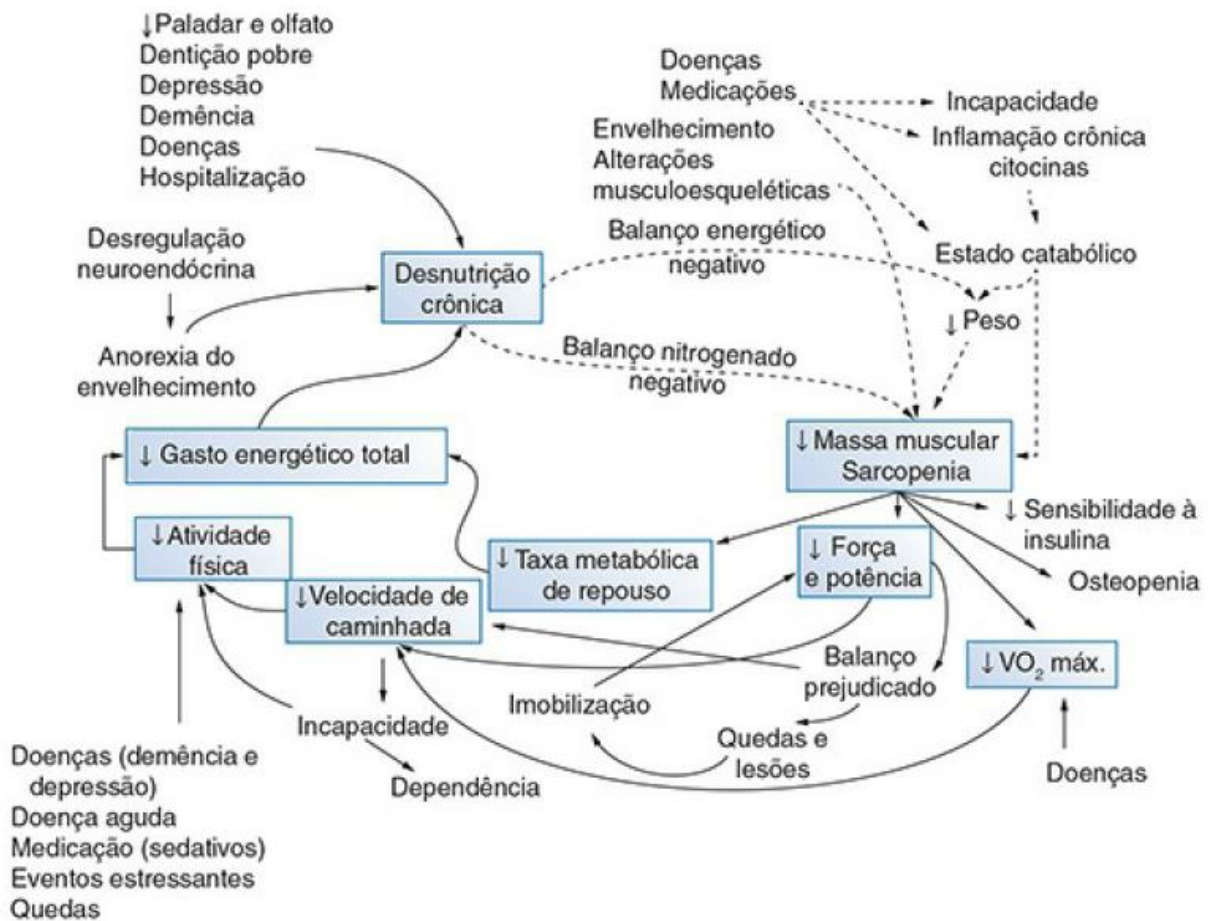 ↓Paladar e olfato
Dentição pobre
Depressão
Demência
Doenças
Hospitalização
Doenças
Medicações
Incapacidade
Inflamação crônica
citocinas
Envelhecimento
Alterações
musculoesqueléticas
Desregulação
neuroendócrina
Balanço energético
negativo
Estado catabólico
Desnutrição
crônica
↓ Peso
Anorexia do
envelhecimento
Balanço nitrogenado
negativo
↓ Gasto energético total
↓ Massa muscular
Sarcopenia
↓ Sensibilidade à
insulina
↓ Atividade
física
↓ Taxa metabólica
de repouso
↓ Força
e potência
Osteopenia
↓Velocidade de
caminhada
Balanço
prejudicado
↓ VO₂ máx.
Imobilização
Incapacidade
Quedas e
lesões
Dependência
Doenças
Doenças (demência e
depressão)
Doença aguda
Medicação (sedativos)
Eventos estressantes
Quedas